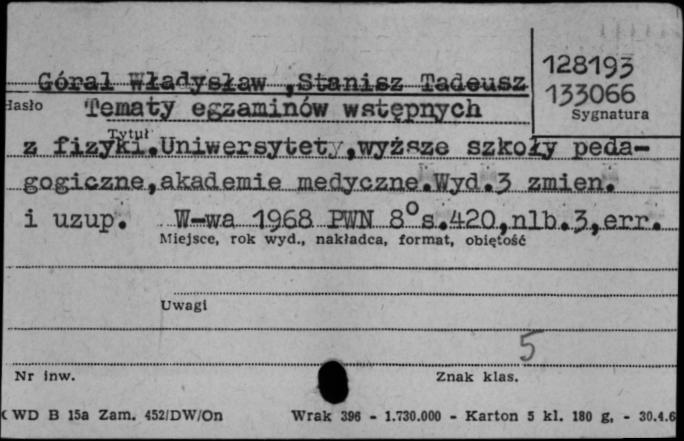 128193
Góral Władysław ,Stanisz Tadeusz
133066
Hasło Tematy egzaminów wstępnych
Sygnatura
Tytuł
z fizyki.Uniwersytety,wyższe szkoły peda-
gogiczne,akademie medyczne.Wyd.3 zmien.
i uzup. W-wa 1968 PWN 8°s.420,nlb.3,err.
Miejsce, rok wyd., nakładca, format, objętość
Uwagi
5
Nr inw. Znak klas.
CWD B 15a Zam. 452/DW/On Wrak 396 - 1.730.000 - Karton 5 kl. 180 g, - 30.4.6